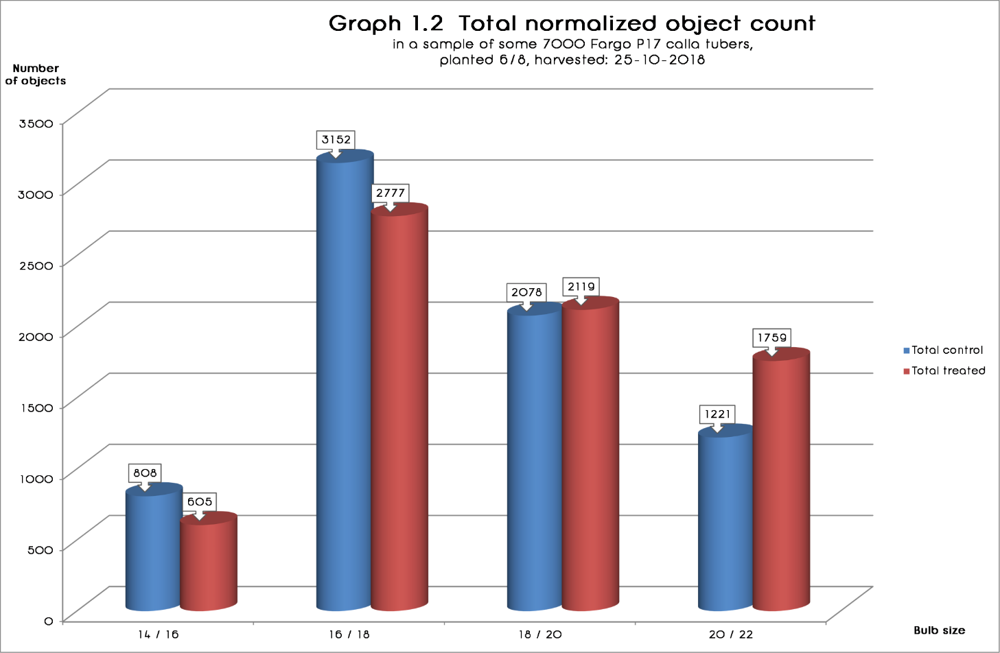 Graph 1.2 Total normalized object count
in a sample of some 7000 Fargo P17 calla tubers,
planted 6/8, harvested: 25-10-2018
Number
of objects
3500
3000
2500
2000
1500
1000
500
0
808
605
3152
2777
2078
2119
1221
1759
Total control
Total treated
14 / 16
16 / 18
18 / 20
20 / 22
Bulb size